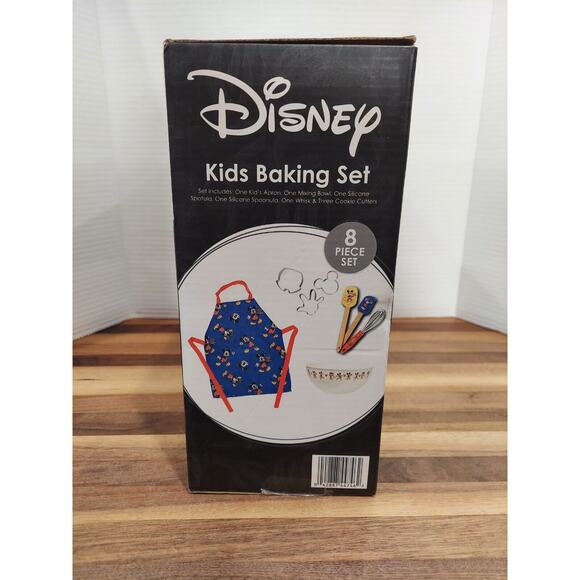 Disney
Kids Baking Set
Set Includes: One Kid's Apron, One Mixing Bowl, One Silicone
Spatula, One Silicone Spoonula, One Whisk & Three Cookie Cutters
8
PIECE
SET